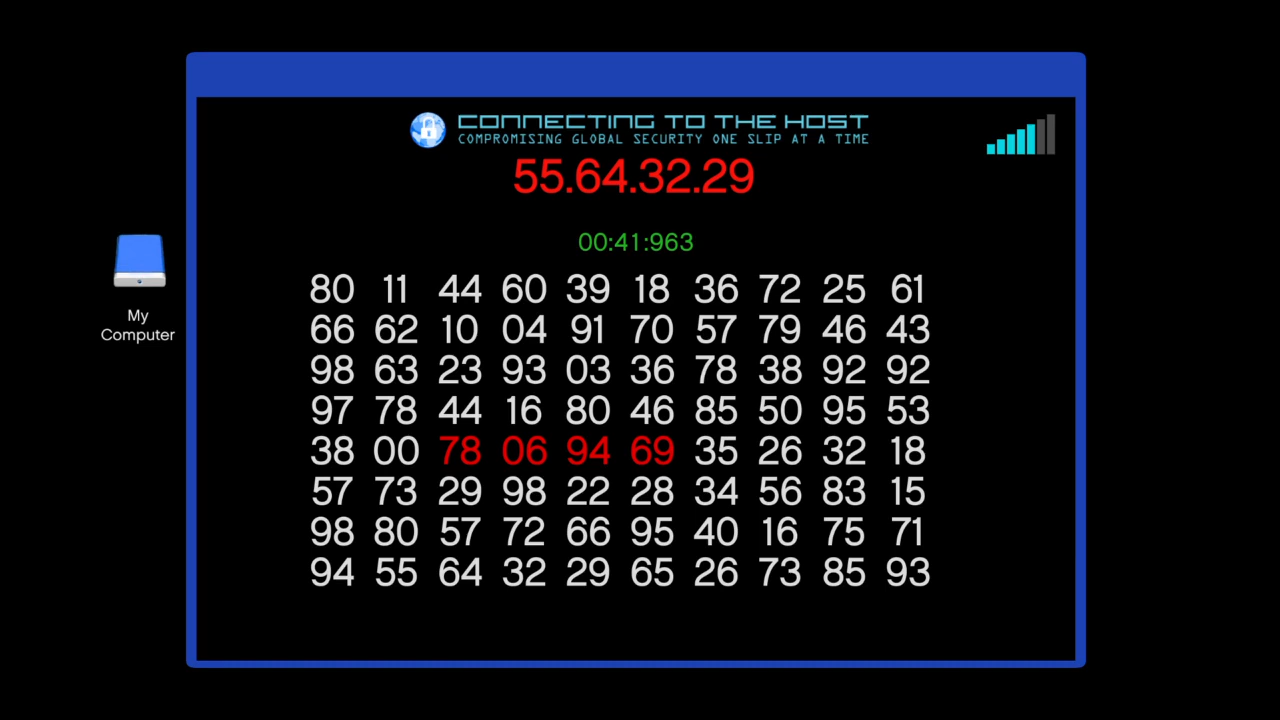 CONNECTING TO THE HOST
COMPROMISING GLOBAL SECURITY ONE SLIP AT A TIME
55.64.32.29
00:41:963
80 11 44 60 39 18 36 72 25 61
66 62 10 04 91 70 57 79 46 43
98 63 23 93 03 36 78 38 92 92
97 78 44 16 80 46 85 50 95 53
38 00 78 06 94 69 35 26 32 18
57 73 29 98 22 28 34 56 83 15
98 80 57 72 66 95 40 16 75 71
94 55 64 32 29 65 26 73 85 93
My
Computer